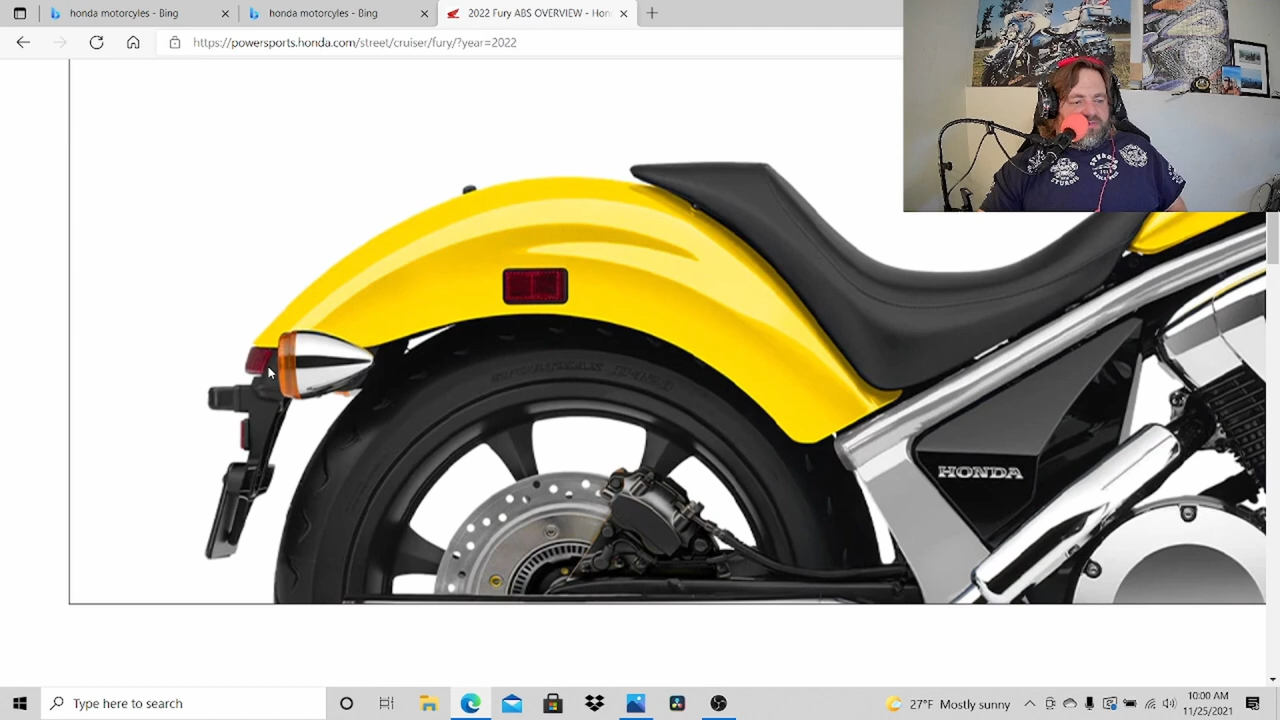 honda motorcyles - Bing
honda motorcyles - Bing
2022 Fury ABS OVERVIEW - Hon
https://powersports.honda.com/street/cruiser/fury/?year=2022
STURGIS
HONDA
Type here to search
27°F Mostly sunny
10:00 AM
11/25/2021